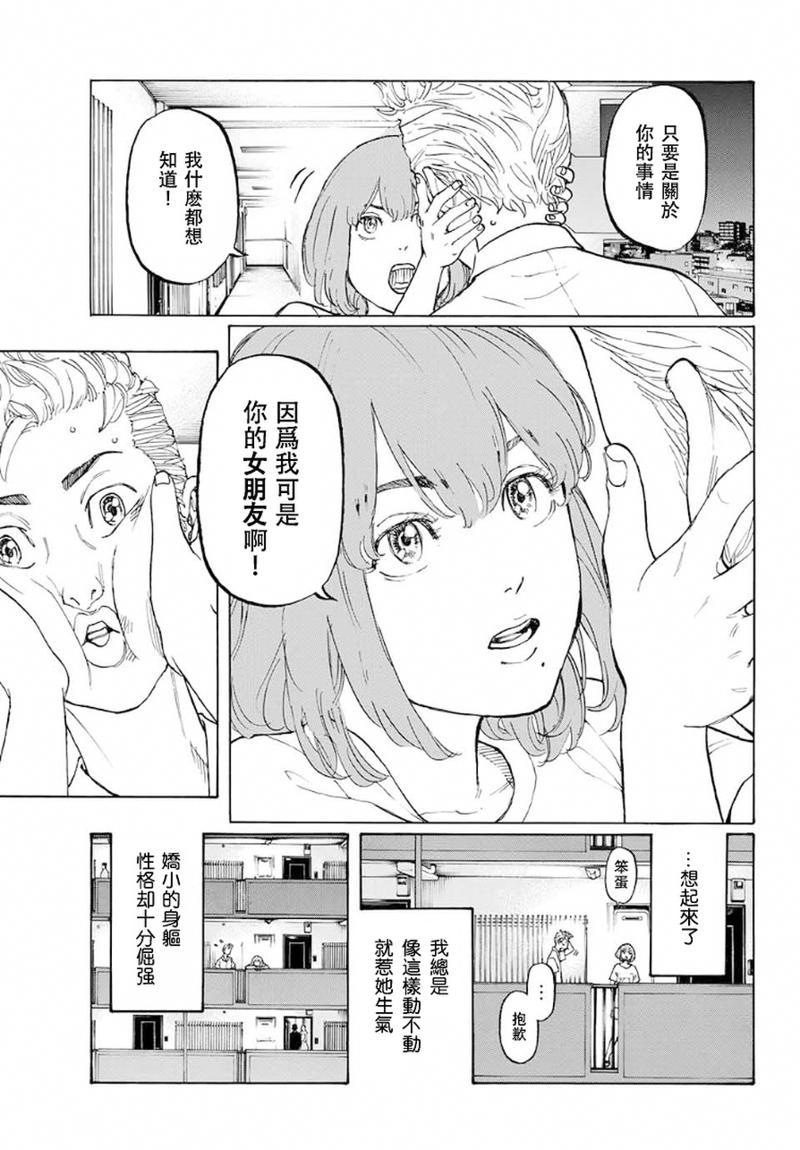 只要是關於
你的事情
我什麽都想
知道！
因爲我可是
你的女朋友啊！
…想起來了
笨蛋
…
抱歉
我總是
像這樣動不動
就惹她生氣
嬌小的身軀
性格却十分倔强